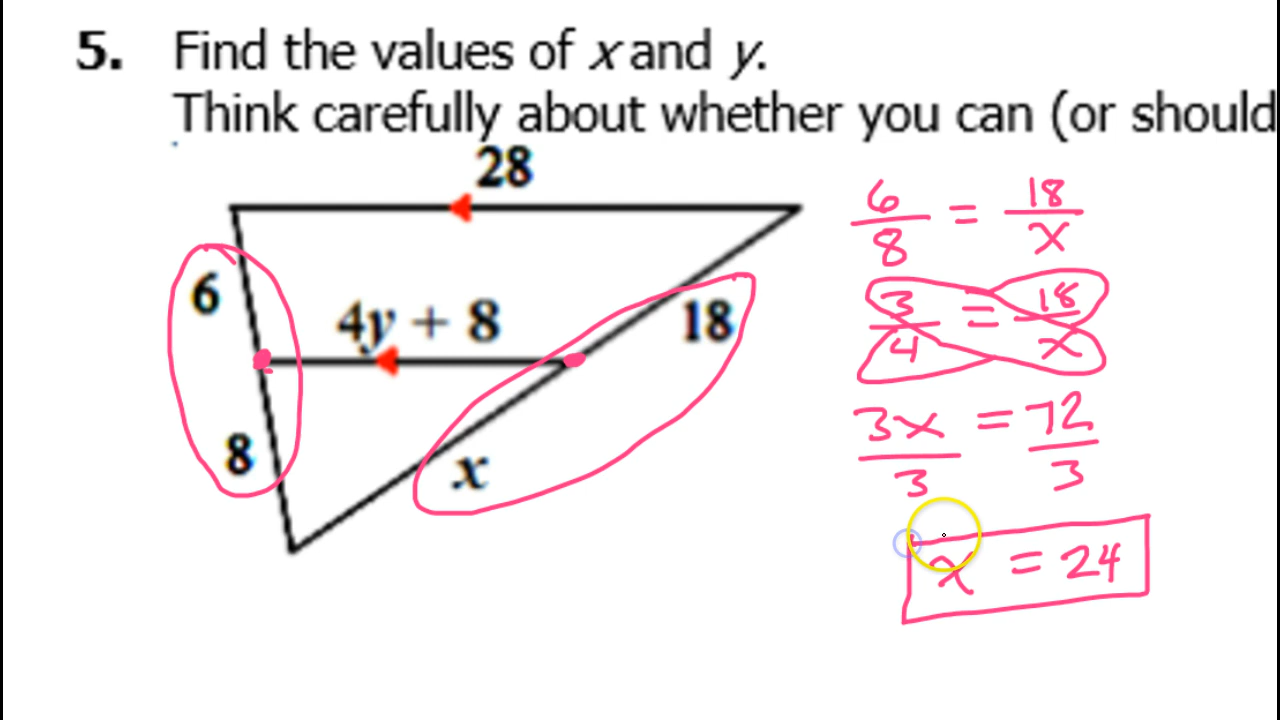 5. Find the values of x and y.
Think carefully about whether you can (or should
28
6
4y + 8
18
8
x
6/8 = 18/x
3/4 = 18/x
3x/3 = 72/3
x = 24